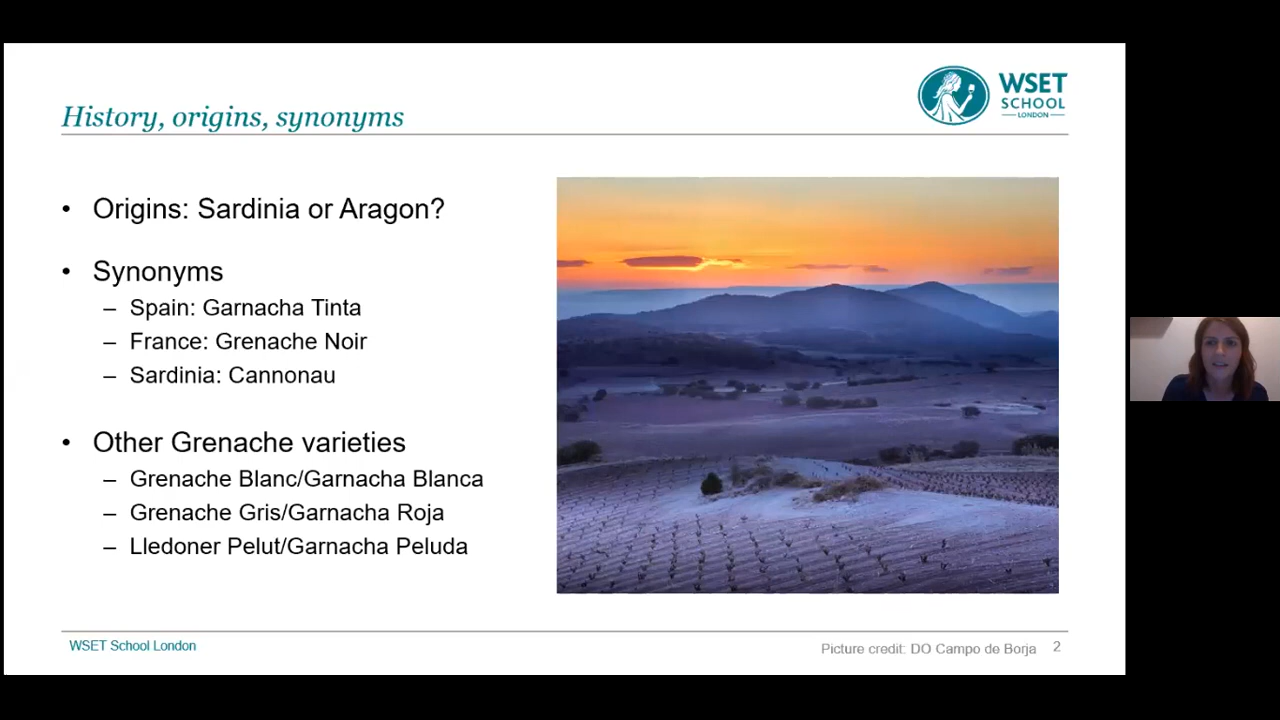 WSET
SCHOOL
LONDON
History, origins, synonyms
• Origins: Sardinia or Aragon?
• Synonyms
– Spain: Garnacha Tinta
– France: Grenache Noir
– Sardinia: Cannonau
• Other Grenache varieties
– Grenache Blanc/Garnacha Blanca
– Grenache Gris/Garnacha Roja
– Lledoner Pelut/Garnacha Peluda
WSET School London
Picture credit: DO Campo de Borja 2